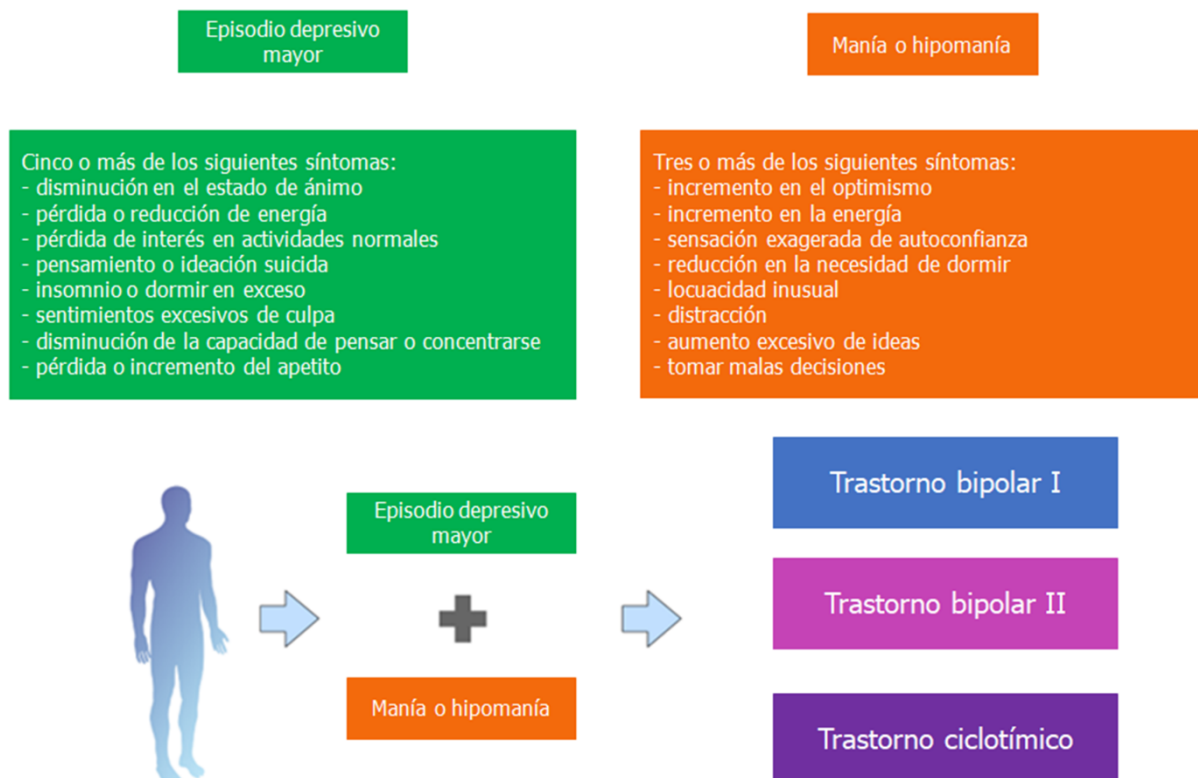 Episodio depresivo
mayor
Manía o hipomanía
Cinco o más de los siguientes síntomas:
- disminución en el estado de ánimo
- pérdida o reducción de energía
- pérdida de interés en actividades normales
- pensamiento o ideación suicida
- insomnio o dormir en exceso
- sentimientos excesivos de culpa
- disminución de la capacidad de pensar o concentrarse
- pérdida o incremento del apetito
Tres o más de los siguientes síntomas:
- incremento en el optimismo
- incremento en la energía
- sensación exagerada de autoconfianza
- reducción en la necesidad de dormir
- locuacidad inusual
- distracción
- aumento excesivo de ideas
- tomar malas decisiones
Episodio depresivo
mayor
Manía o hipomanía
Trastorno bipolar I
Trastorno bipolar II
Trastorno ciclotímico